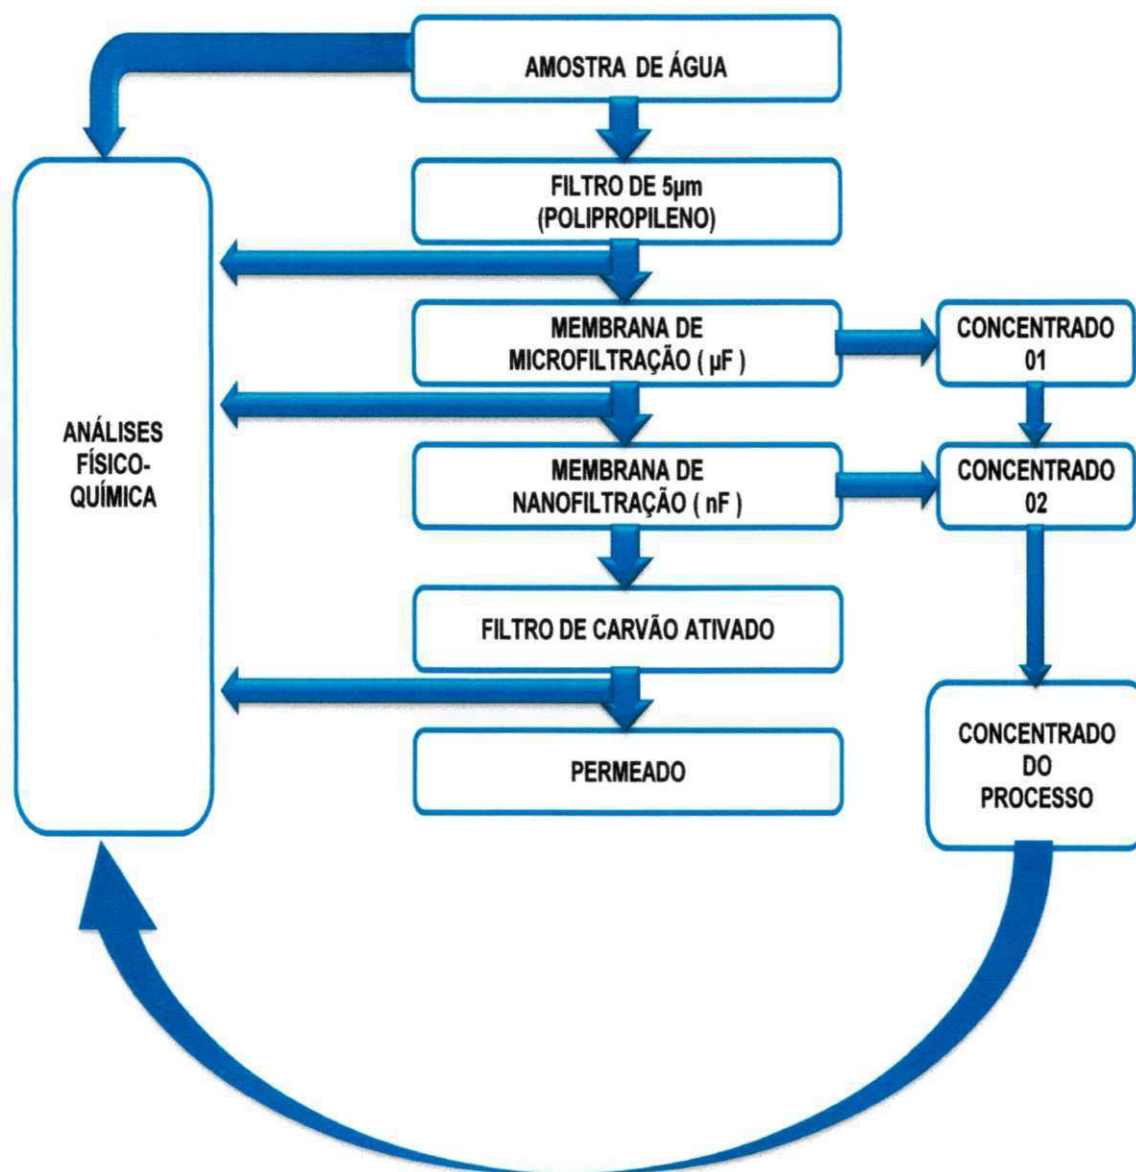 AMOSTRA DE ÁGUA
FILTRO DE 5µm
(POLIPROPILENO)
MEMBRANA DE
MICROFILTRAÇÃO ( µF )
CONCENTRADO
01
ANÁLISES
FÍSICO-
QUÍMICA
MEMBRANA DE
NANOFILTRAÇÃO ( nF )
CONCENTRADO
02
FILTRO DE CARVÃO ATIVADO
PERMEADO
CONCENTRADO
DO
PROCESSO